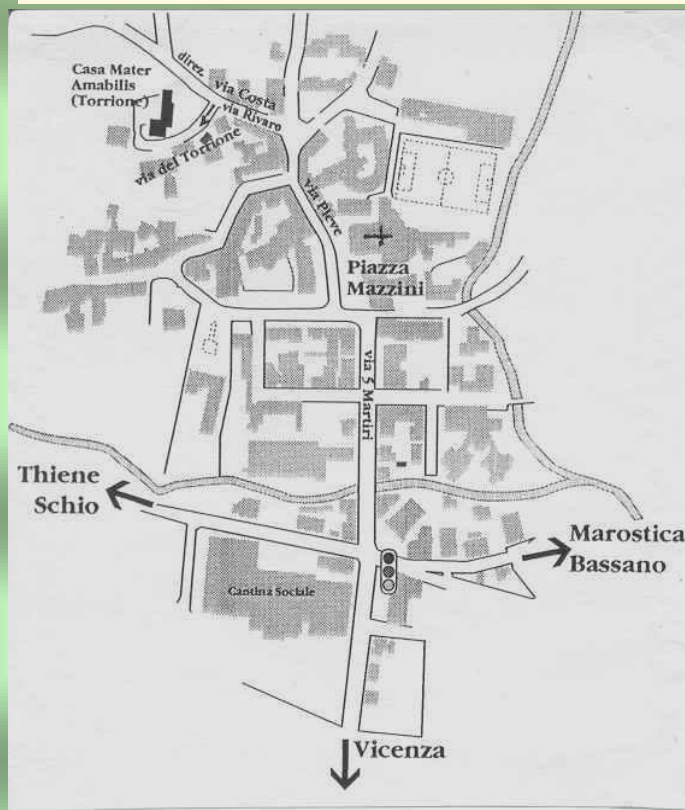 Casa Mater
Amabilis
(Torrione)
direz.
via Costa
via Rivaro
via del Torrione
via Pieve
Piazza
Mazzini
via 5 Martiri
Thiene
Schio
Marostica
Bassano
Cantina Sociale
Vicenza